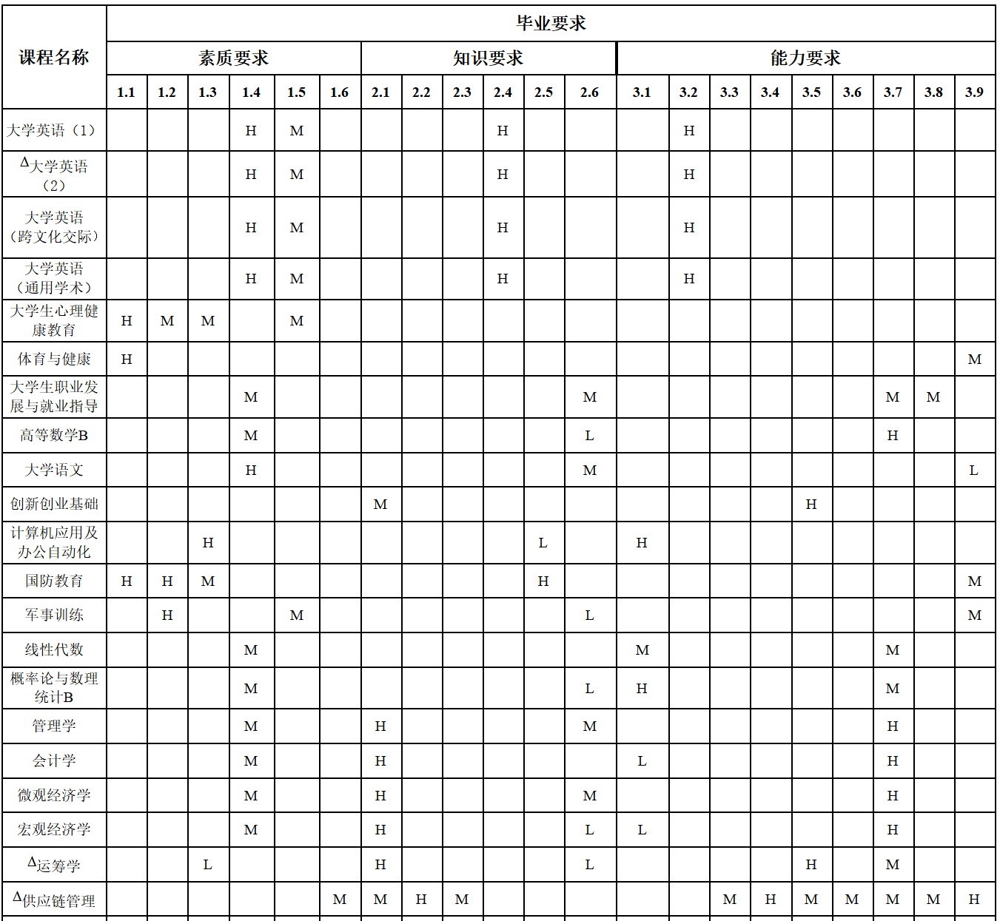 毕业要求
课程名称
素质要求 知识要求 能力要求
1.1 1.2 1.3 1.4 1.5 1.6 2.1 2.2 2.3 2.4 2.5 2.6 3.1 3.2 3.3 3.4 3.5 3.6 3.7 3.8 3.9
大学英语（1） H M H H
Δ大学英语
（2） H M H H
大学英语
（跨文化交际） H M H H
大学英语
（通用学术） H M H H
大学生心理健
康教育 H M M M
体育与健康 H M
大学生职业发
展与就业指导 M M M M
高等数学B M L H
大学语文 H M L
创新创业基础 M H
计算机应用及
办公自动化 H L H
国防教育 H H M H M
军事训练 H M L M
线性代数 M M M
概率论与数理
统计B M L H M
管理学 M H M H
会计学 M H L H
微观经济学 M H M H
宏观经济学 M H L L H
Δ运筹学 L H L H M
Δ供应链管理 M M H M M H M M M M H